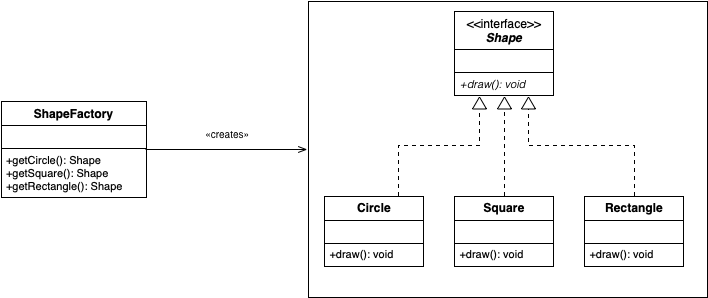 <<interface>>
Shape
+draw(): void
ShapeFactory
+getCircle(): Shape
+getSquare(): Shape
+getRectangle(): Shape
«creates»
Circle
+draw(): void
Square
+draw(): void
Rectangle
+draw(): void